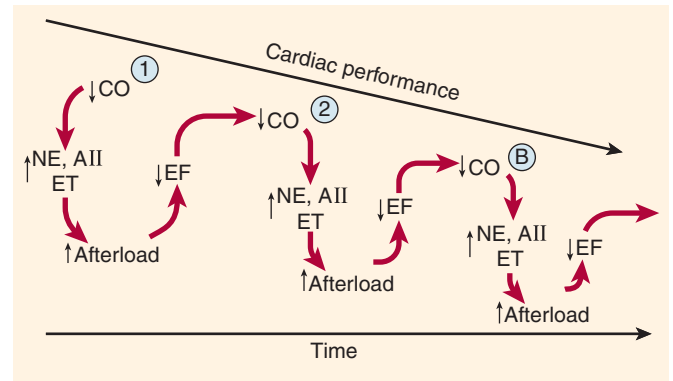 Cardiac performance
1
↓CO
↑NE, AII
ET
↑Afterload
↓EF
2
↓CO
↑NE, AII
ET
↑Afterload
↓EF
B
↓CO
↑NE, AII
ET
↑Afterload
↓EF
Time